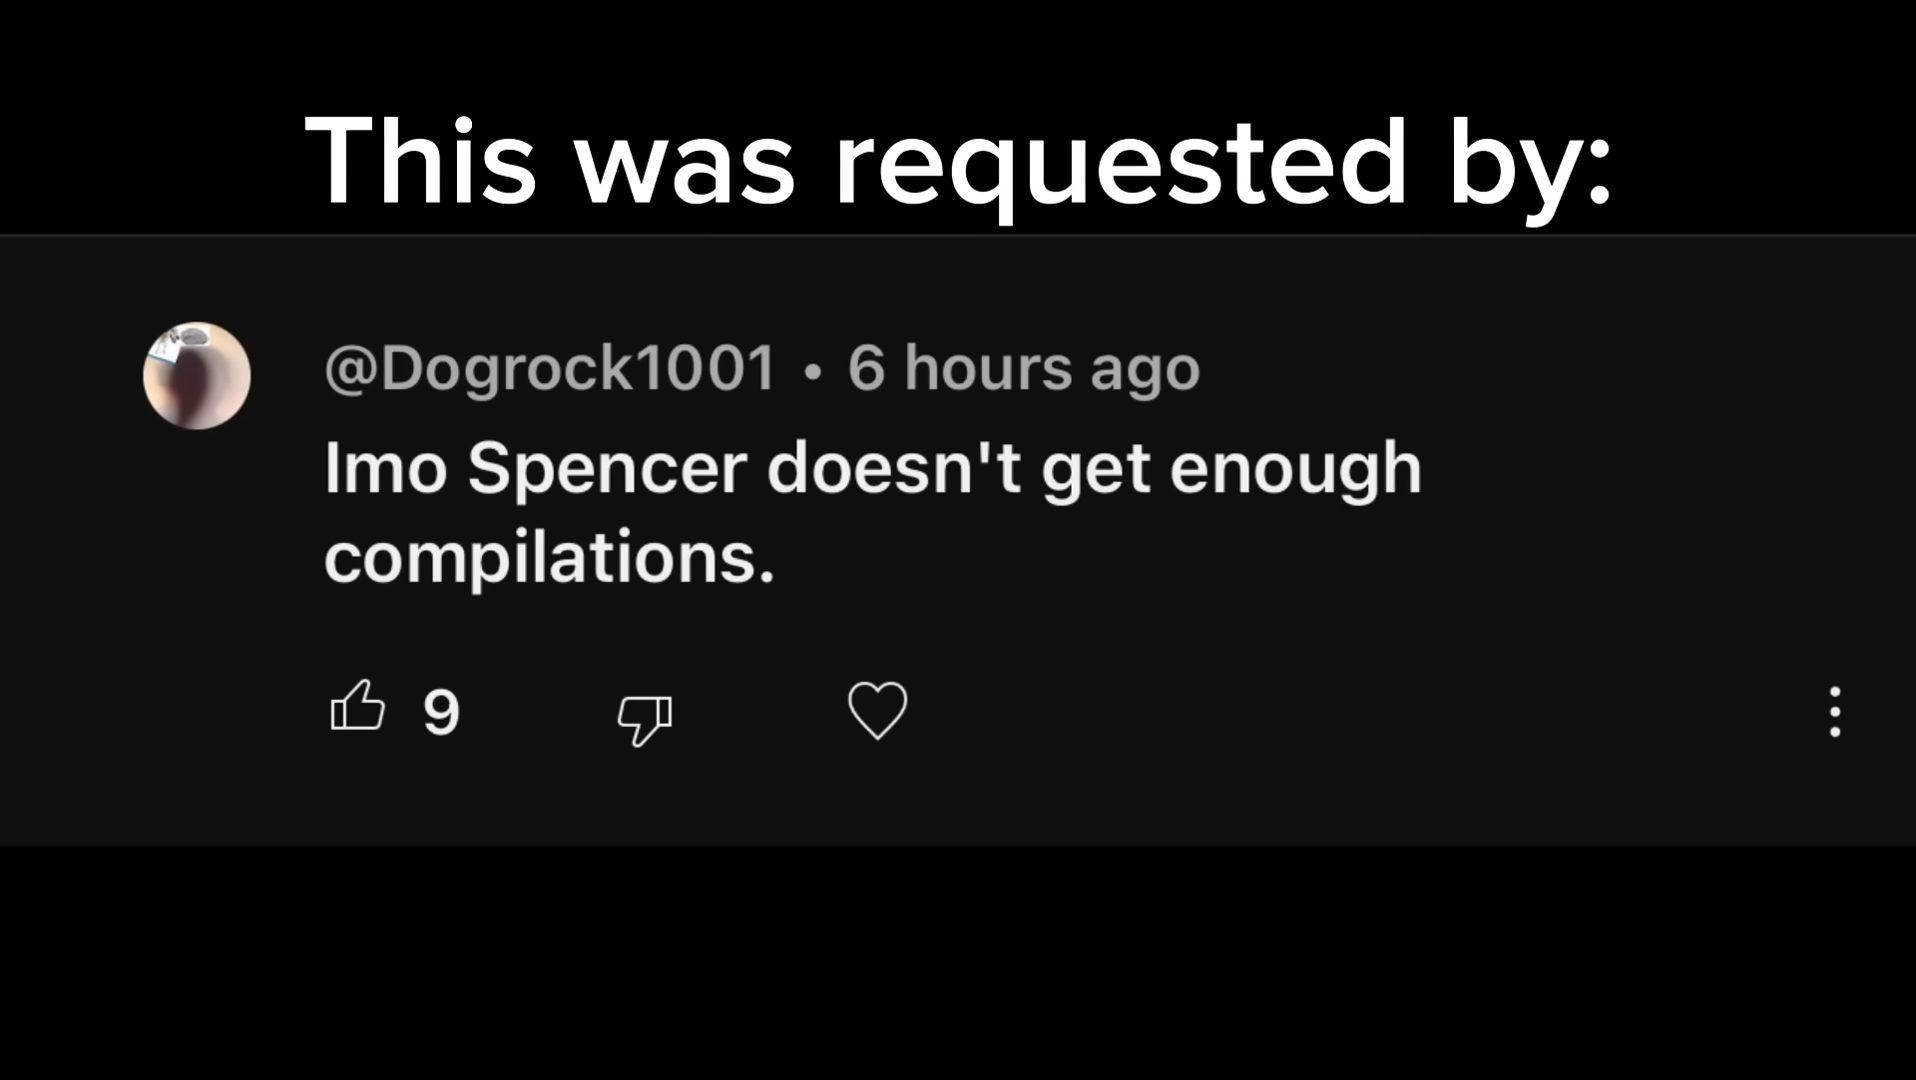 This was requested by:
@Dogrock1001 • 6 hours ago
Imo Spencer doesn't get enough
compilations.
9